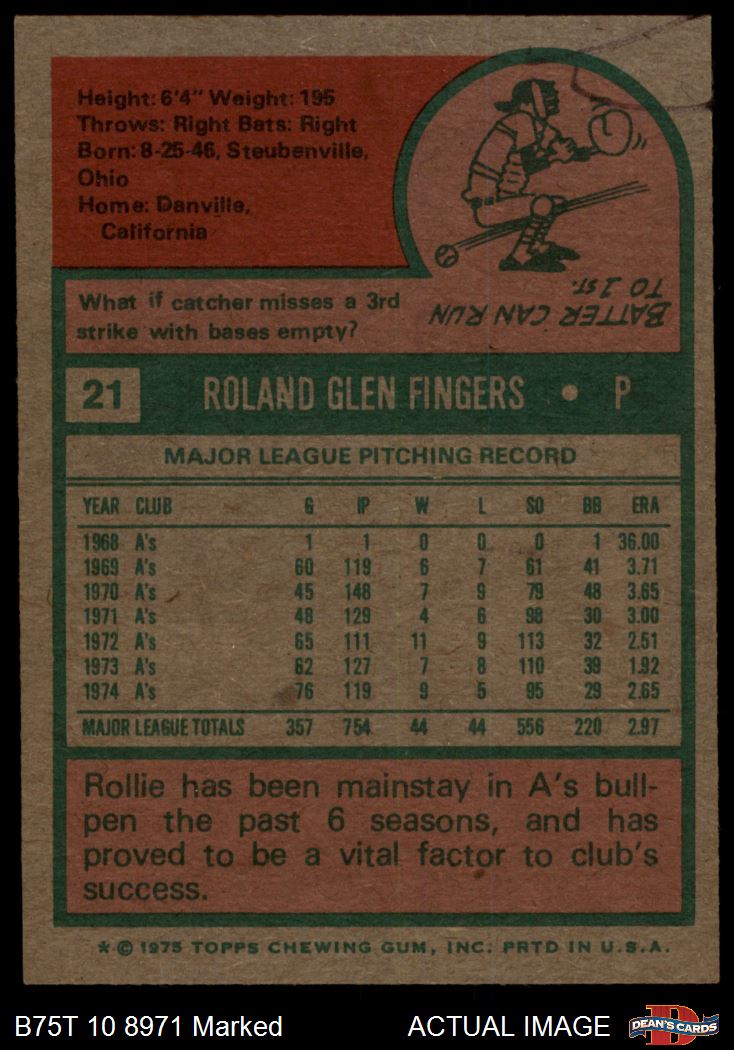 Height: 6'4" Weight: 195
Throws: Right Bats: Right
Born: 8-25-46, Steubenville,
Ohio
Home: Danville,
California
What if catcher misses a 3rd
strike with bases empty?
BATTER CAN RUN
TO 1ST.
21 ROLAND GLEN FINGERS • P
MAJOR LEAGUE PITCHING RECORD
YEAR CLUB G IP W L SO BB ERA
1968 A's 1 1 0 0 0 1 36.00
1969 A's 60 119 6 7 61 41 3.71
1970 A's 45 148 7 9 79 48 3.65
1971 A's 48 129 4 6 98 30 3.00
1972 A's 65 111 11 9 113 32 2.51
1973 A's 62 127 7 8 110 39 1.92
1974 A's 76 119 9 5 95 29 2.65
MAJOR LEAGUE TOTALS 357 754 44 44 556 220 2.97
Rollie has been mainstay in A's bull-
pen the past 6 seasons, and has
proved to be a vital factor to club's
success.
* © 1975 TOPPS CHEWING GUM, INC. PRTD IN U.S.A.
B75T 10 8971 Marked ACTUAL IMAGE
DEAN'S CARDS